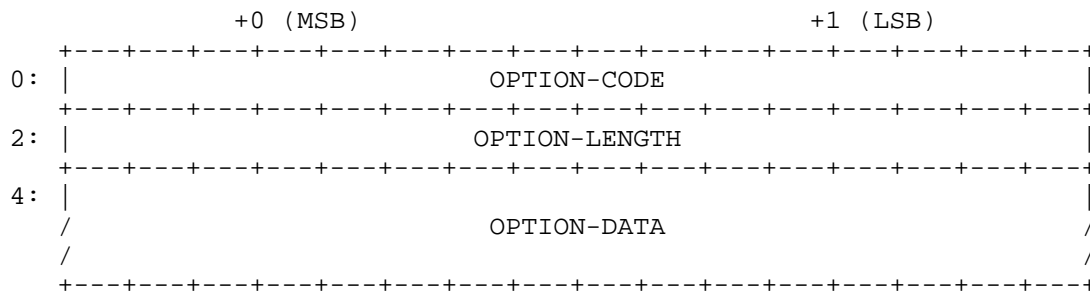 +0 (MSB) +1 (LSB)
+---+---+---+---+---+---+---+---+---+---+---+---+---+---+---+---+
0: | OPTION-CODE |
+---+---+---+---+---+---+---+---+---+---+---+---+---+---+---+---+
2: | OPTION-LENGTH |
+---+---+---+---+---+---+---+---+---+---+---+---+---+---+---+---+
4: | |
/ OPTION-DATA /
/ /
+---+---+---+---+---+---+---+---+---+---+---+---+---+---+---+---+